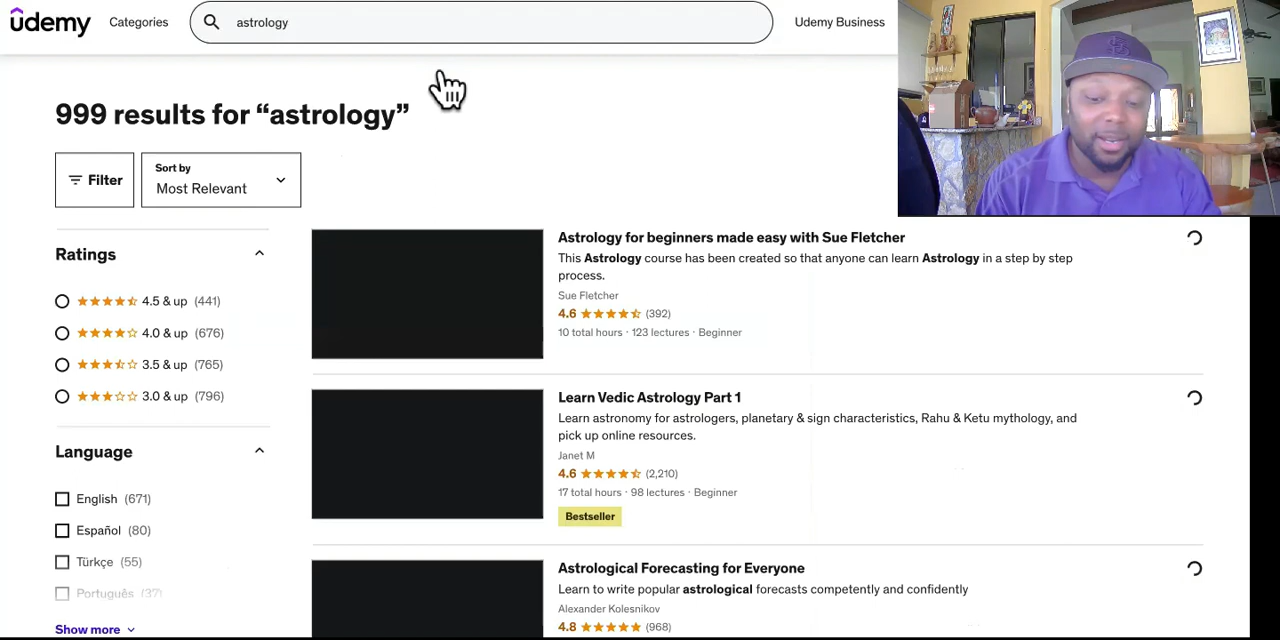 udemy
Categories
astrology
Udemy Business
999 results for “astrology”
Filter
Sort by
Most Relevant
Ratings
4.5 & up (441)
4.0 & up (676)
3.5 & up (765)
3.0 & up (796)
Language
English (671)
Español (80)
Türkçe (55)
Português (37)
Show more
Astrology for beginners made easy with Sue Fletcher
This Astrology course has been created so that anyone can learn Astrology in a step by step
process.
Sue Fletcher
4.6 (392)
10 total hours · 123 lectures · Beginner
Learn Vedic Astrology Part 1
Learn astronomy for astrologers, planetary & sign characteristics, Rahu & Ketu mythology, and
pick up online resources.
Janet M
4.6 (2,210)
17 total hours · 98 lectures · Beginner
Bestseller
Astrological Forecasting for Everyone
Learn to write popular astrological forecasts competently and confidently
Alexander Kolesnikov
4.8 (968)